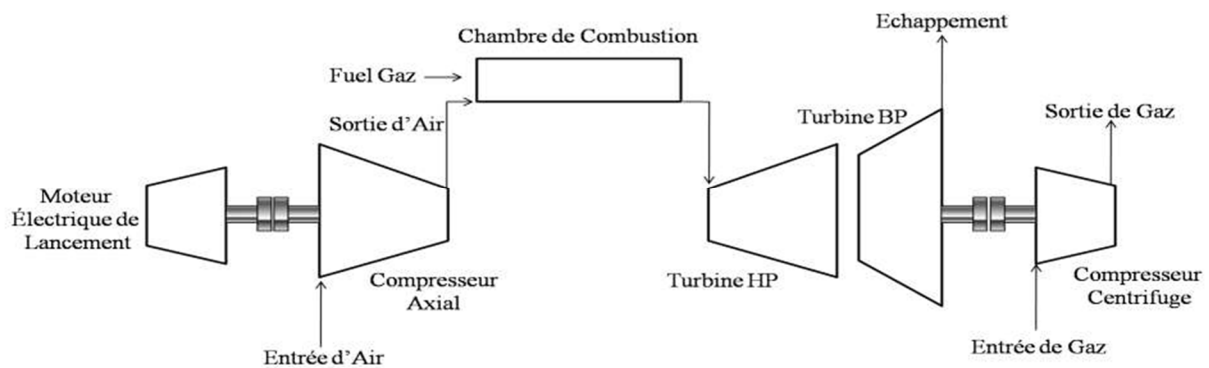 Echappement
Chambre de Combustion
Fuel Gaz
Sortie d’Air
Turbine BP
Sortie de Gaz
Moteur
Électrique de
Lancement
Compresseur
Axial
Turbine HP
Compresseur
Centrifuge
Entrée d’Air
Entrée de Gaz